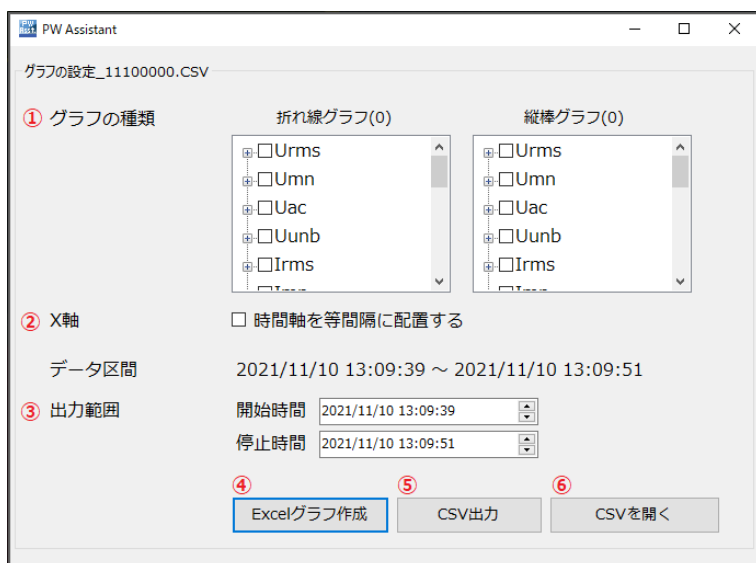 PW Assistant
グラフの設定_11100000.CSV
① グラフの種類 折れ線グラフ(0) 縦棒グラフ(0)
Urms Urms
Umn Umn
Uac Uac
Uunb Uunb
Irms Irms
② X軸 時間軸を等間隔に配置する
データ区間 2021/11/10 13:09:39 ～ 2021/11/10 13:09:51
③ 出力範囲 開始時間 2021/11/10 13:09:39
停止時間 2021/11/10 13:09:51
④ ⑤ ⑥
Excelグラフ作成 CSV出力 CSVを開く